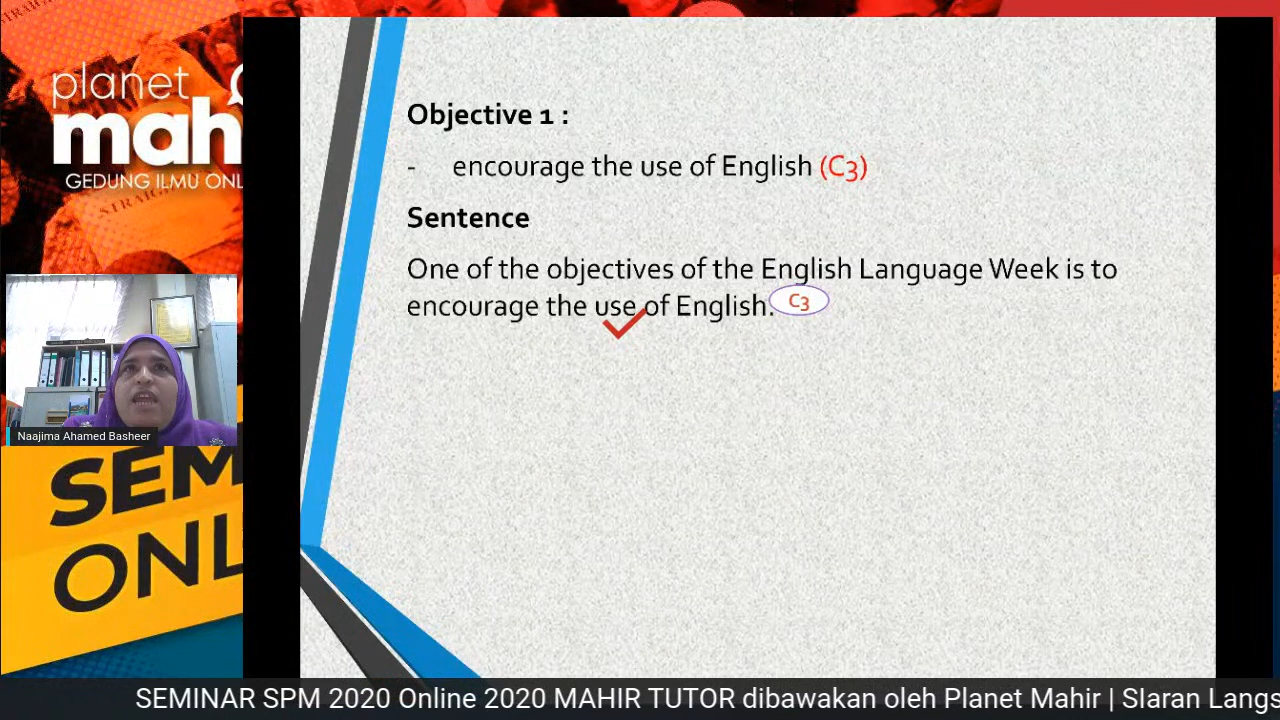 planet
mah
GEDUNG ILMU ONL
Objective 1 :
- encourage the use of English (C3)
Sentence
One of the objectives of the English Language Week is to
encourage the use of English. C3
Naajima Ahamed Basheer
SEM
ONL
SEMINAR SPM 2020 Online 2020 MAHIR TUTOR dibawakan oleh Planet Mahir | SIaran Langs